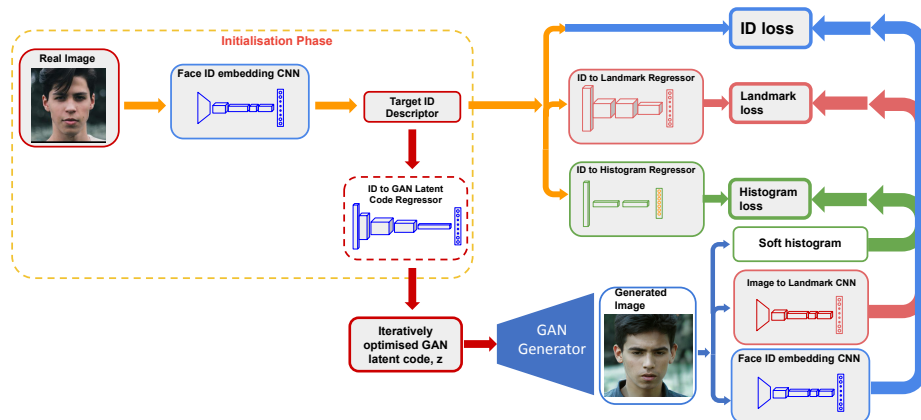 Initialisation Phase
Real Image
Face ID embedding CNN
Target ID
Descriptor
ID to GAN Latent
Code Regressor
Iteratively
optimised GAN
latent code, z
GAN
Generator
Generated
Image
ID to Landmark Regressor
ID to Histogram Regressor
ID loss
Landmark
loss
Histogram
loss
Soft histogram
Image to Landmark CNN
Face ID embedding CNN